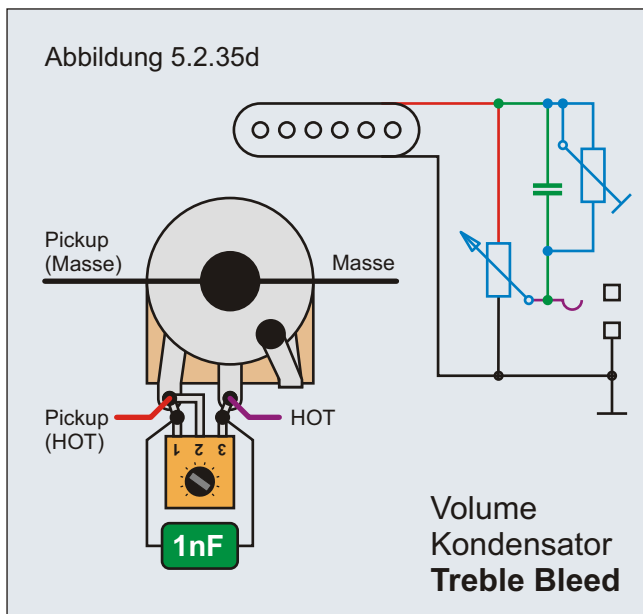 Abbildung 5.2.35d
Pickup
(Masse)
Masse
Pickup
(HOT)
HOT
1 2 3
1nF
Volume
Kondensator
Treble Bleed